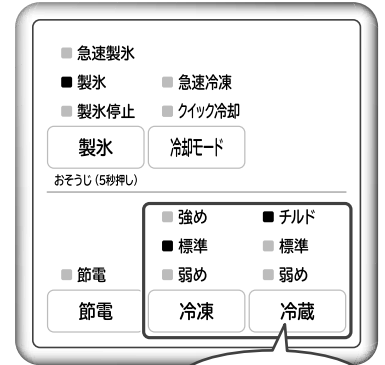 急速製氷
製氷 急速冷凍
製氷停止 クイック冷却
製氷 冷却モード
おそうじ（5秒押し）
強め チルド
標準 標準
節電 弱め 弱め
節電 冷凍 冷蔵